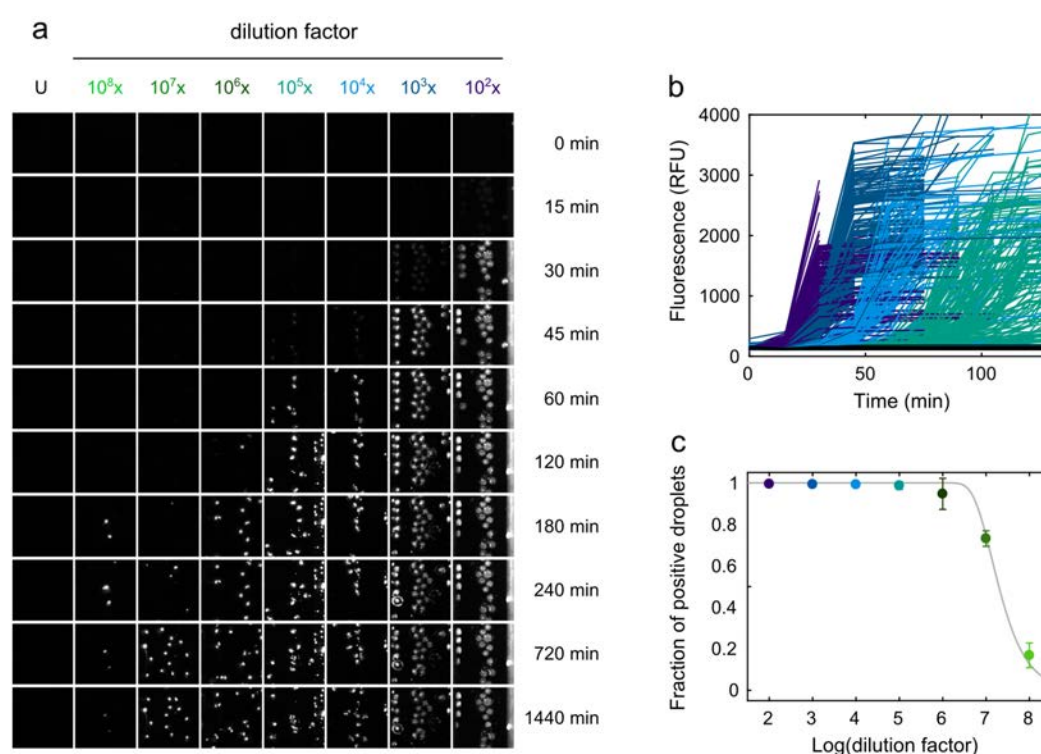 a
dilution factor
U 10⁸x 10⁷x 10⁶x 10⁵x 10⁴x 10³x 10²x
0 min
15 min
30 min
45 min
60 min
120 min
180 min
240 min
720 min
1440 min
b
Fluorescence (RFU)
4000
3000
2000
1000
0
0 50 100
Time (min)
c
Fraction of positive droplets
1
0.8
0.6
0.4
0.2
0
2 3 4 5 6 7 8
Log(dilution factor)